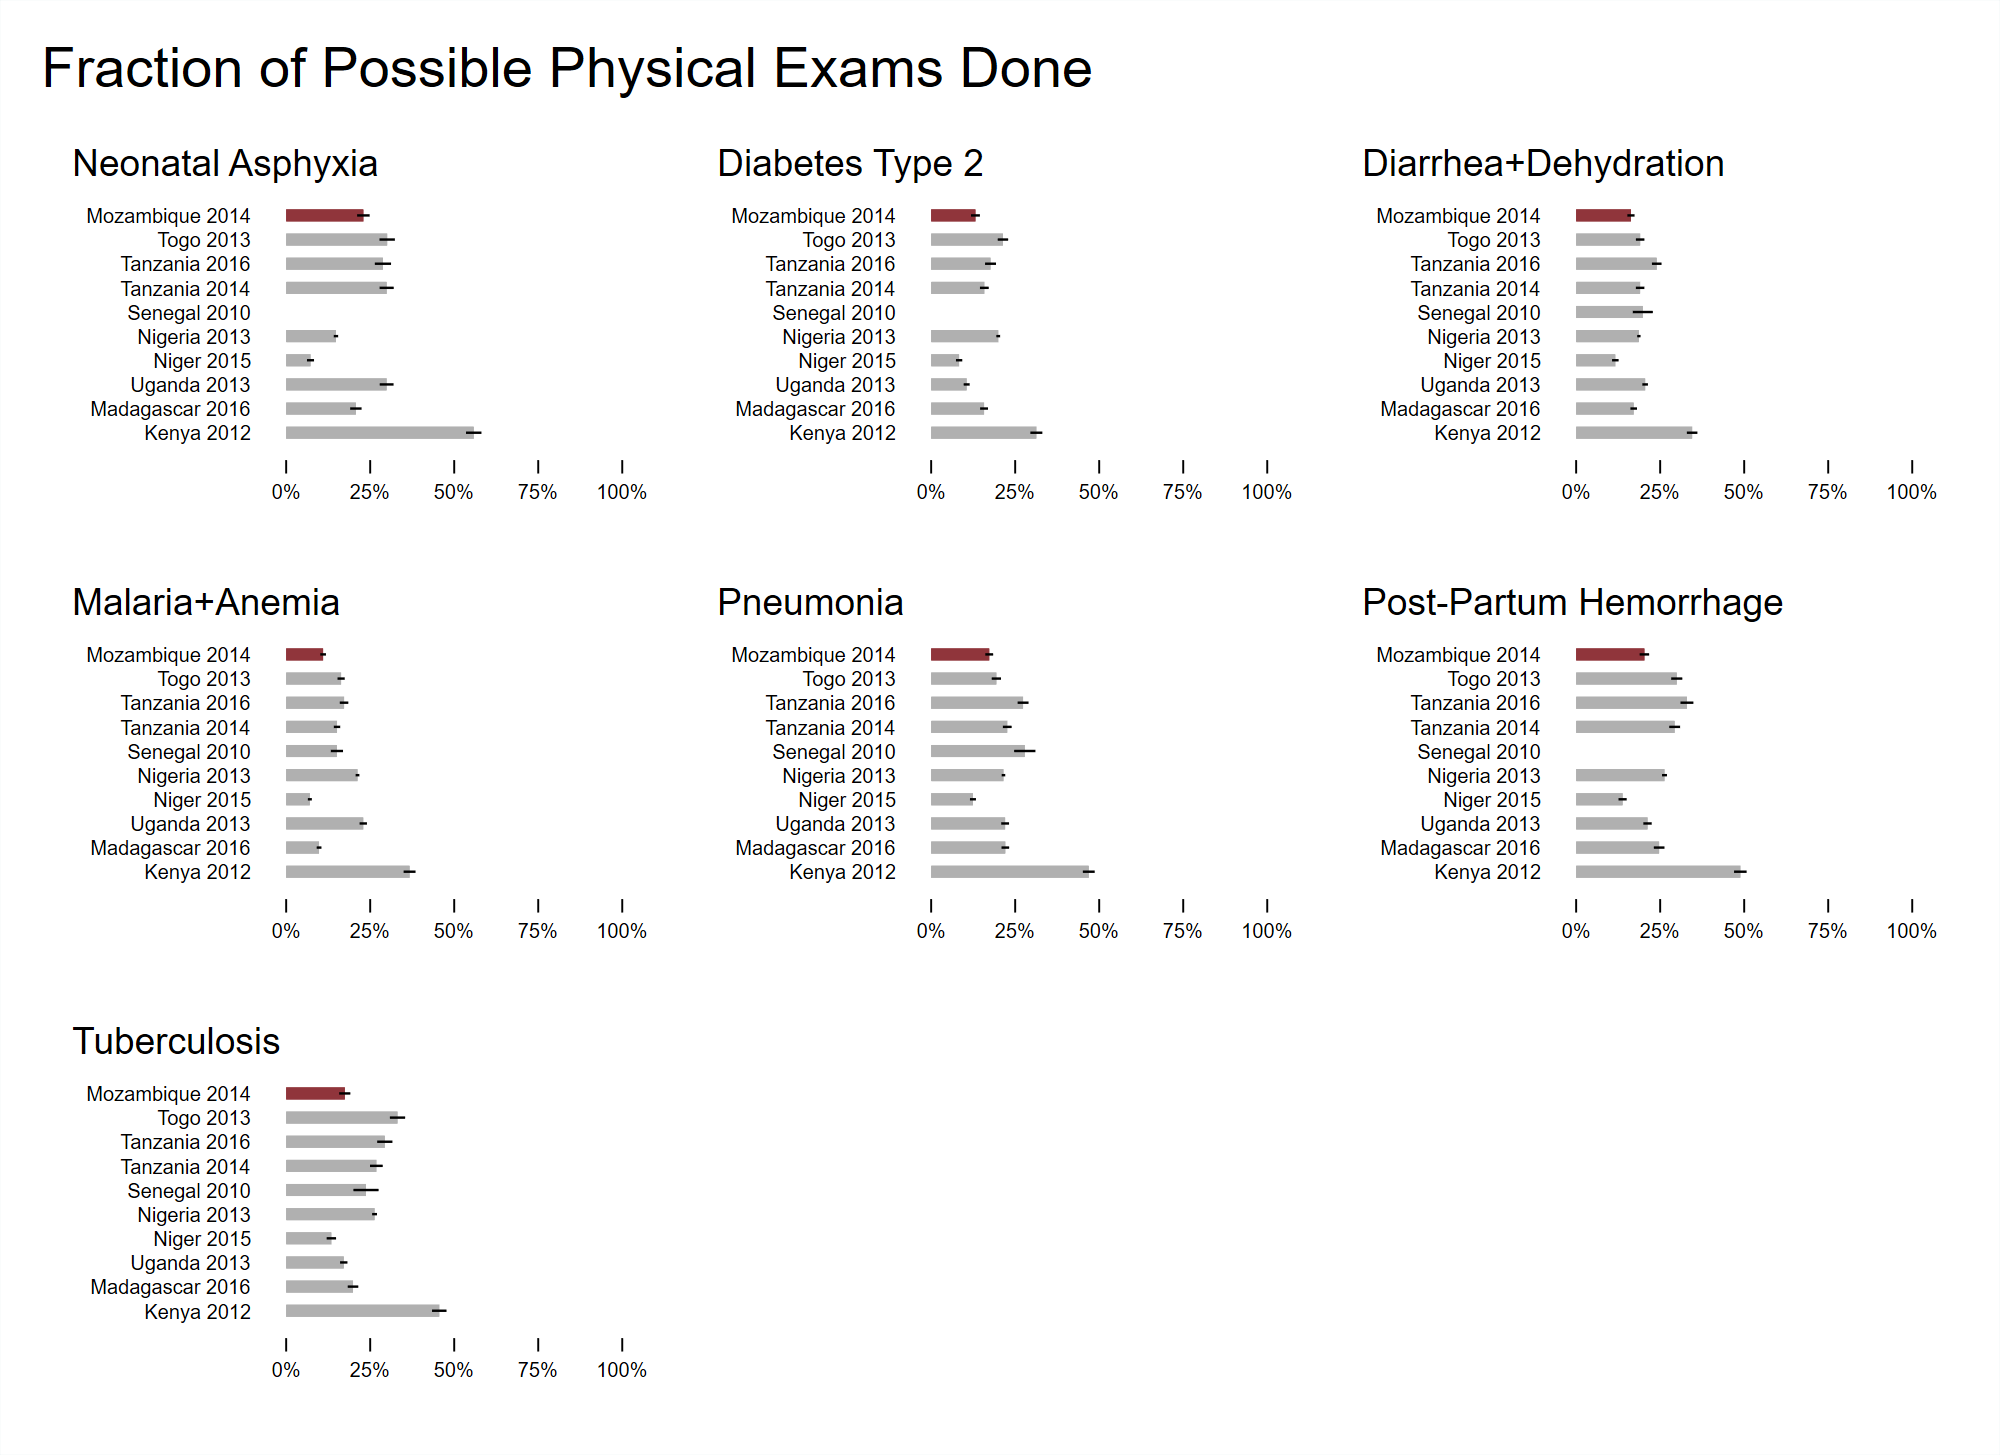 Fraction of Possible Physical Exams Done
Neonatal Asphyxia
Mozambique 2014
Togo 2013
Tanzania 2016
Tanzania 2014
Senegal 2010
Nigeria 2013
Niger 2015
Uganda 2013
Madagascar 2016
Kenya 2012
0% 25% 50% 75% 100%
Diabetes Type 2
Mozambique 2014
Togo 2013
Tanzania 2016
Tanzania 2014
Senegal 2010
Nigeria 2013
Niger 2015
Uganda 2013
Madagascar 2016
Kenya 2012
0% 25% 50% 75% 100%
Diarrhea+Dehydration
Mozambique 2014
Togo 2013
Tanzania 2016
Tanzania 2014
Senegal 2010
Nigeria 2013
Niger 2015
Uganda 2013
Madagascar 2016
Kenya 2012
0% 25% 50% 75% 100%
Malaria+Anemia
Mozambique 2014
Togo 2013
Tanzania 2016
Tanzania 2014
Senegal 2010
Nigeria 2013
Niger 2015
Uganda 2013
Madagascar 2016
Kenya 2012
0% 25% 50% 75% 100%
Pneumonia
Mozambique 2014
Togo 2013
Tanzania 2016
Tanzania 2014
Senegal 2010
Nigeria 2013
Niger 2015
Uganda 2013
Madagascar 2016
Kenya 2012
0% 25% 50% 75% 100%
Post-Partum Hemorrhage
Mozambique 2014
Togo 2013
Tanzania 2016
Tanzania 2014
Senegal 2010
Nigeria 2013
Niger 2015
Uganda 2013
Madagascar 2016
Kenya 2012
0% 25% 50% 75% 100%
Tuberculosis
Mozambique 2014
Togo 2013
Tanzania 2016
Tanzania 2014
Senegal 2010
Nigeria 2013
Niger 2015
Uganda 2013
Madagascar 2016
Kenya 2012
0% 25% 50% 75% 100%